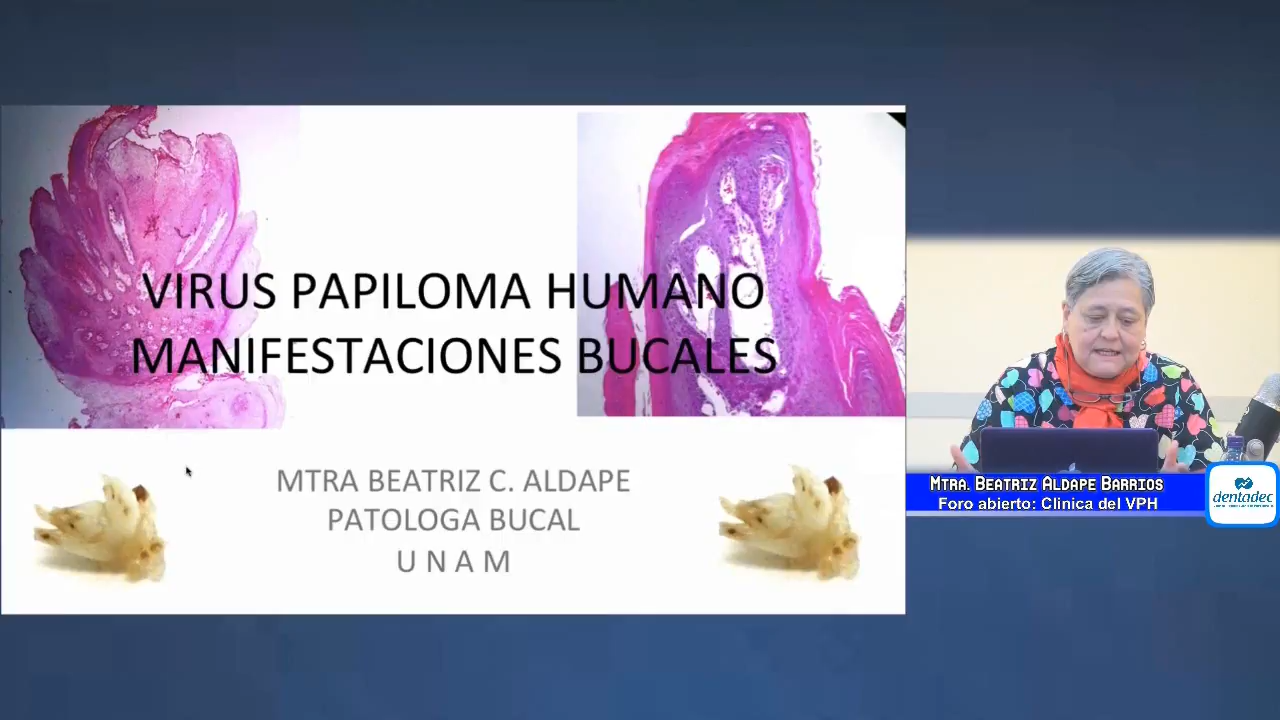 VIRUS PAPILOMA HUMANO
MANIFESTACIONES BUCALES
MTRA BEATRIZ C. ALDAPE
PATOLOGA BUCAL
U N A M
MTRA. BEATRIZ ALDAPE BARRIOS
Foro abierto: Clinica del VPH
dentadec